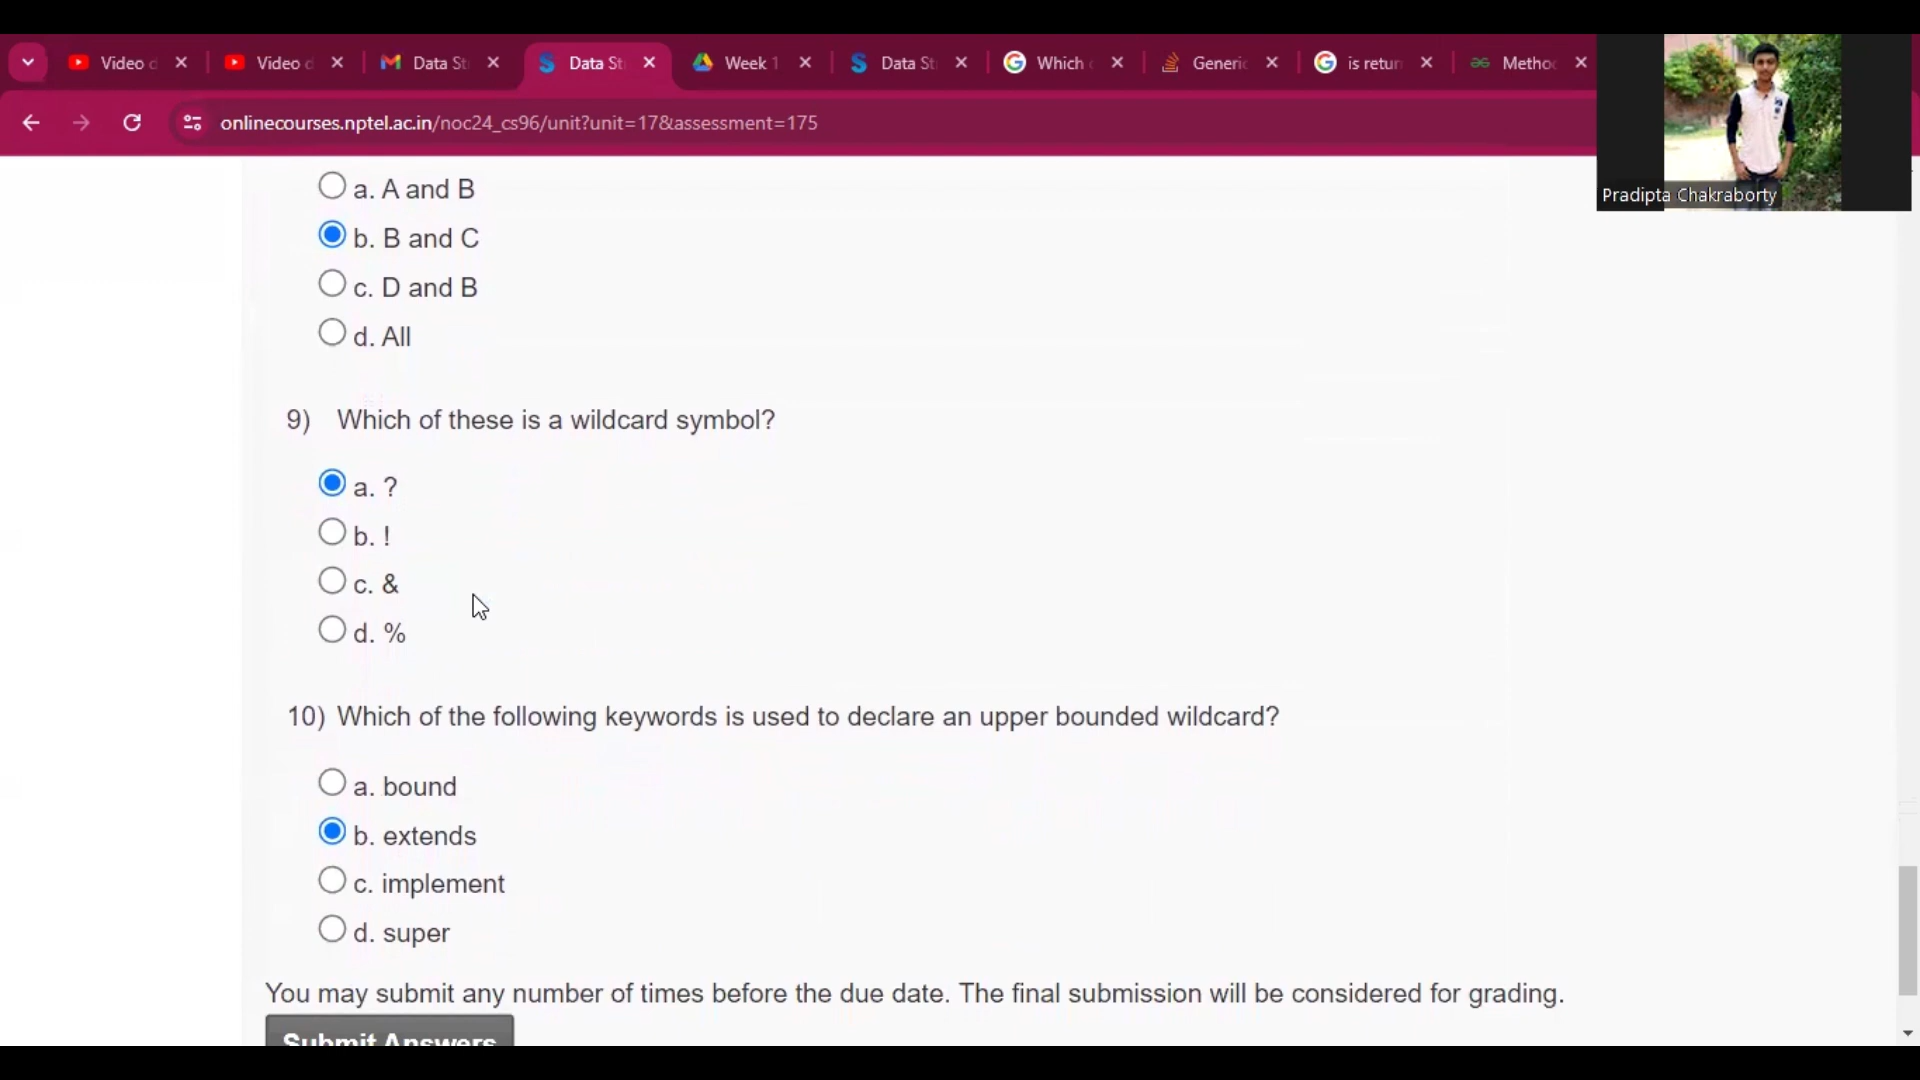 Video
Video
Data St
Data St
Week 1
Data St
Which
Generic
is retur
Metho
onlinecourses.nptel.ac.in/noc24_cs96/unit?unit=17&assessment=175
Pradipta Chakraborty
a. A and B
b. B and C
c. D and B
d. All
9) Which of these is a wildcard symbol?
a. ?
b. !
c. &
d. %
10) Which of the following keywords is used to declare an upper bounded wildcard?
a. bound
b. extends
c. implement
d. super
You may submit any number of times before the due date. The final submission will be considered for grading.
Submit Answers